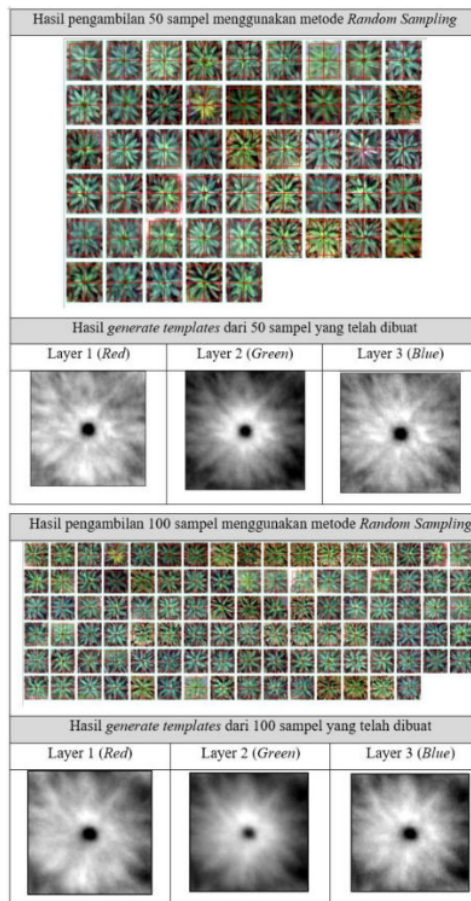 Hasil pengambilan 50 sampel menggunakan metode Random Sampling
Hasil generate templates dari 50 sampel yang telah dibuat
Layer 1 (Red)
Layer 2 (Green)
Layer 3 (Blue)
Hasil pengambilan 100 sampel menggunakan metode Random Sampling
Hasil generate templates dari 100 sampel yang telah dibuat
Layer 1 (Red)
Layer 2 (Green)
Layer 3 (Blue)